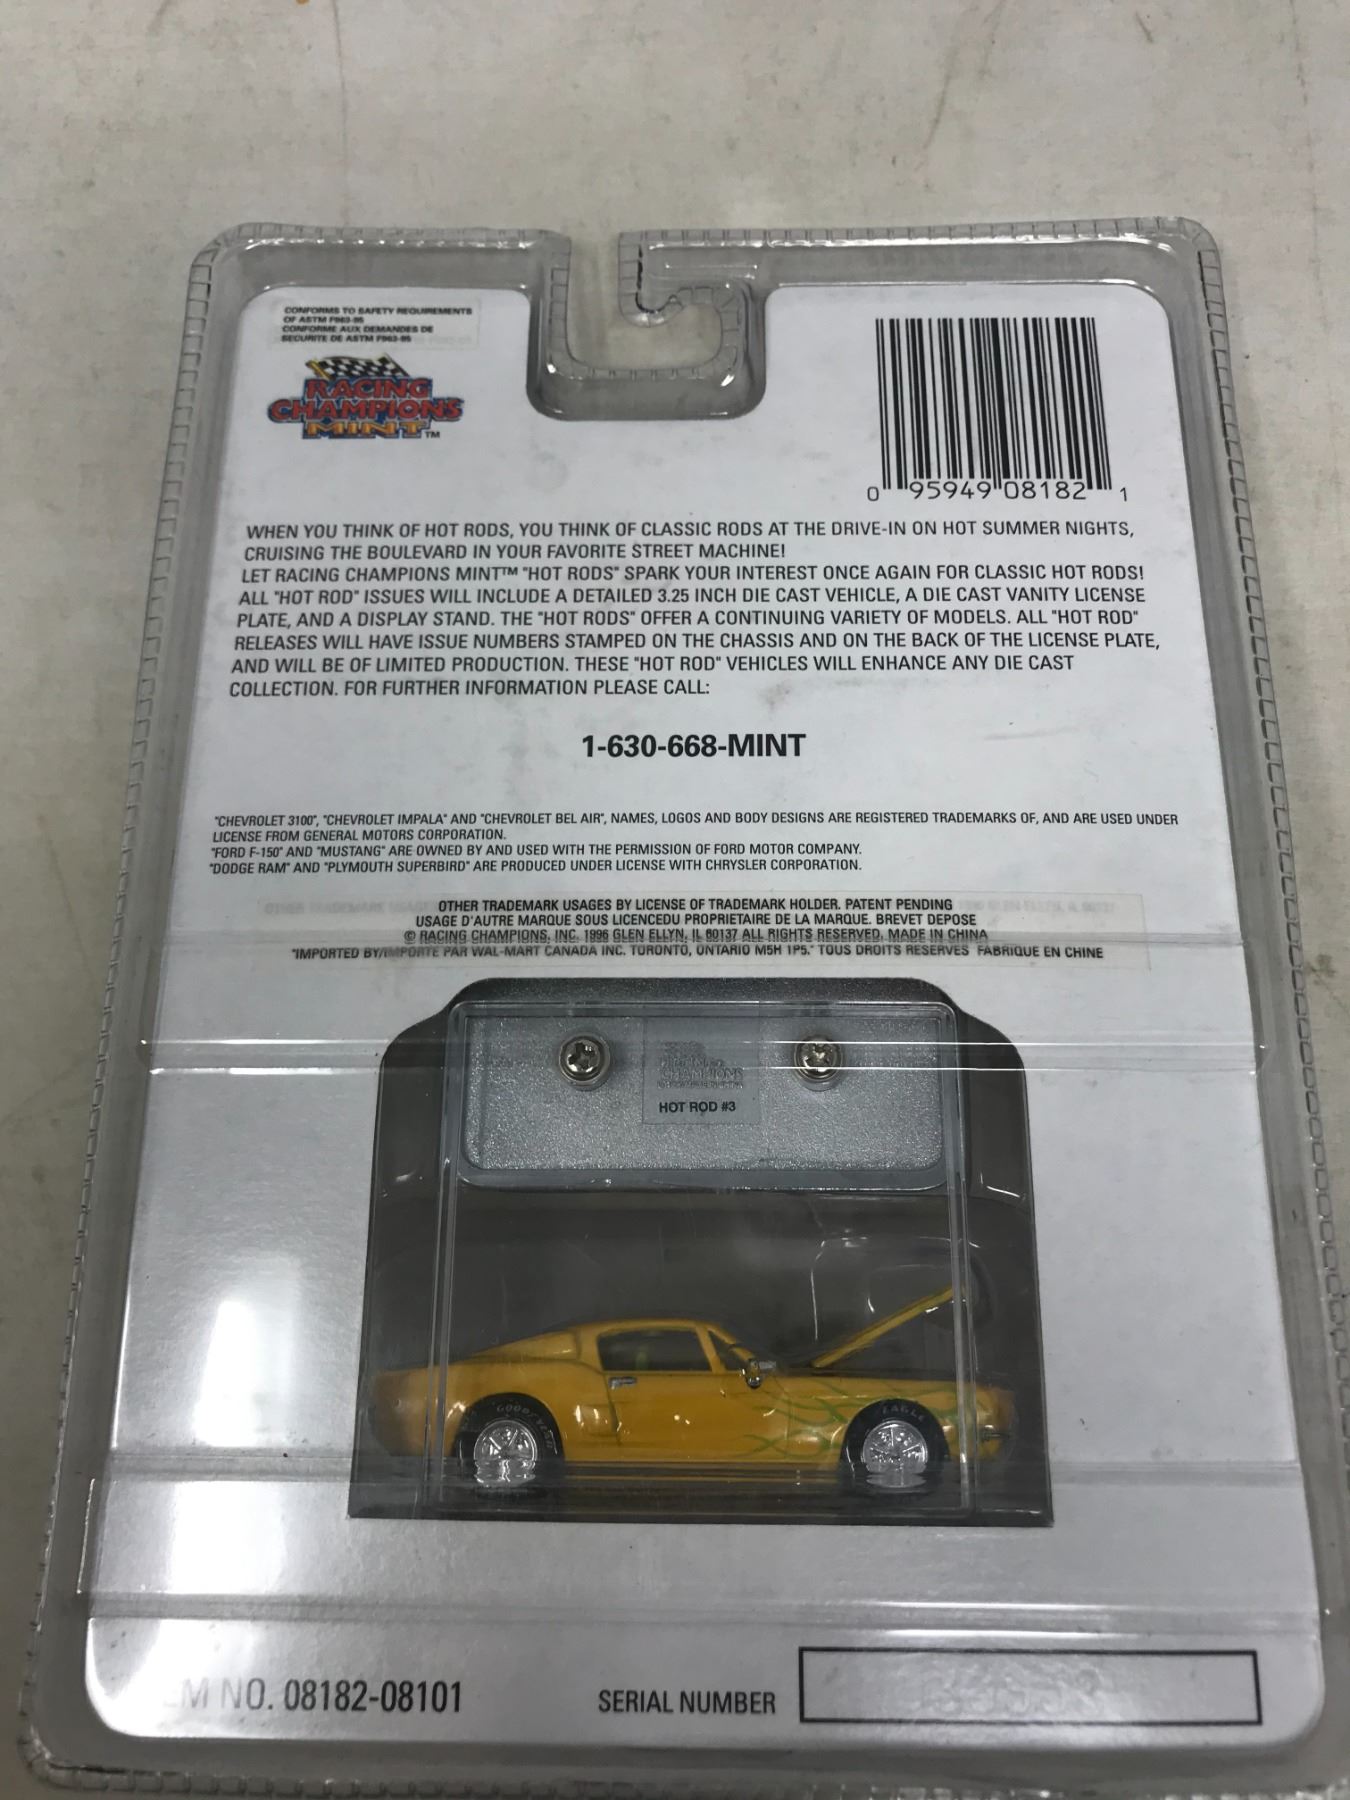 CONFORMS TO SAFETY REQUIREMENTS
OF ASTM F963-95
CONFORME AUX DEMANDES DE
SECURITE DE ASTM F963-95
RACING
CHAMPIONS
MINT™
0 95949 08182 1
WHEN YOU THINK OF HOT RODS, YOU THINK OF CLASSIC RODS AT THE DRIVE-IN ON HOT SUMMER NIGHTS,
CRUISING THE BOULEVARD IN YOUR FAVORITE STREET MACHINE!
LET RACING CHAMPIONS MINT™ "HOT RODS" SPARK YOUR INTEREST ONCE AGAIN FOR CLASSIC HOT RODS!
ALL "HOT ROD" ISSUES WILL INCLUDE A DETAILED 3.25 INCH DIE CAST VEHICLE, A DIE CAST VANITY LICENSE
PLATE, AND A DISPLAY STAND. THE "HOT RODS" OFFER A CONTINUING VARIETY OF MODELS. ALL "HOT ROD"
RELEASES WILL HAVE ISSUE NUMBERS STAMPED ON THE CHASSIS AND ON THE BACK OF THE LICENSE PLATE,
AND WILL BE OF LIMITED PRODUCTION. THESE "HOT ROD" VEHICLES WILL ENHANCE ANY DIE CAST
COLLECTION. FOR FURTHER INFORMATION PLEASE CALL:
1-630-668-MINT
"CHEVROLET 3100", "CHEVROLET IMPALA" AND "CHEVROLET BEL AIR", NAMES, LOGOS AND BODY DESIGNS ARE REGISTERED TRADEMARKS OF, AND ARE USED UNDER
LICENSE FROM GENERAL MOTORS CORPORATION.
"FORD F-150" AND "MUSTANG" ARE OWNED BY AND USED WITH THE PERMISSION OF FORD MOTOR COMPANY.
"DODGE RAM" AND "PLYMOUTH SUPERBIRD" ARE PRODUCED UNDER LICENSE WITH CHRYSLER CORPORATION.
OTHER TRADEMARK USAGES BY LICENSE OF TRADEMARK HOLDER. PATENT PENDING
USAGE D'AUTRE MARQUE SOUS LICENCEDU PROPRIETAIRE DE LA MARQUE. BREVET DEPOSE
© RACING CHAMPIONS, INC. 1996 GLEN ELLYN, IL 60137 ALL RIGHTS RESERVED. MADE IN CHINA
"IMPORTED BY/IMPORTE PAR WAL-MART CANADA INC. TORONTO, ONTARIO M5H 1P5." TOUS DROITS RESERVES FABRIQUE EN CHINE
RACING
CHAMPIONS
HOT ROD #3
GOODYEAR
EAGLE
EM NO. 08182-08101
SERIAL NUMBER